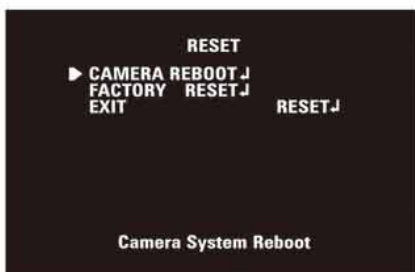 RESET
▶ CAMERA REBOOT↲
FACTORY RESET↲
EXIT RESET↲
Camera System Reboot